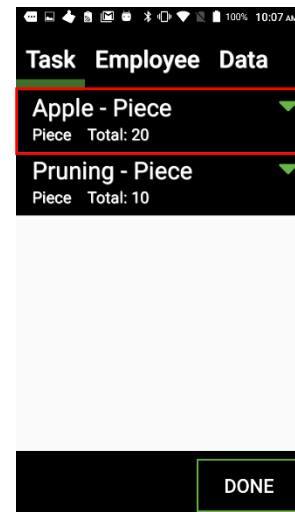 100% 10:07 AM
Task Employee Data
Apple - Piece
Piece Total: 20
Pruning - Piece
Piece Total: 10
DONE